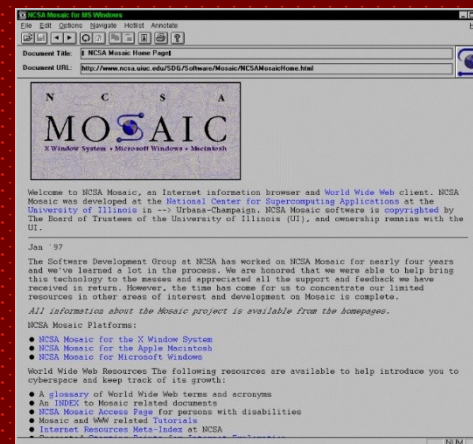 NCSA Mosaic for MS Windows
File Edit Options Navigate Hotlist Annotate
Document Title: NCSA Mosaic Home Page
Document URL: http://www.ncsa.uiuc.edu/SDG/Software/Mosaic/NCSAMosaicHome.html
N C S A
MOSAIC
X Window System • Microsoft Windows • Macintosh
Welcome to NCSA Mosaic, an Internet information browser and World Wide Web client. NCSA
Mosaic was developed at the National Center for Supercomputing Applications at the
University of Illinois in --> Urbana-Champaign. NCSA Mosaic software is copyrighted by
The Board of Trustees of the University of Illinois (UI), and ownership remains with the
UI.
Jan '97
The Software Development Group at NCSA has worked on NCSA Mosaic for nearly four years
and we've learned a lot in the process. We are honored that we were able to help bring
this technology to the masses and appreciated all the support and feedback we have
received in return. However, the time has come for us to concentrate our limited
resources in other areas of interest and development on Mosaic is complete.
All information about the Mosaic project is available from the homepages.
NCSA Mosaic Platforms:
● NCSA Mosaic for the X Window System
● NCSA Mosaic for the Apple Macintosh
● NCSA Mosaic for Microsoft Windows
World Wide Web Resources The following resources are available to help introduce you to
cyberspace and keep track of its growth:
● A glossary of World Wide Web terms and acronyms
● An INDEX to Mosaic related documents
● NCSA Mosaic Access Page for persons with disabilities
● Mosaic and WWW related Tutorials
● Internet Resources Meta-Index at NCSA
NUM